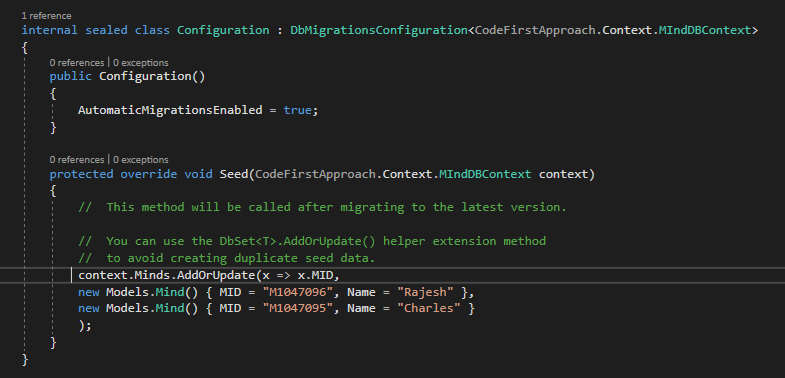 1 reference
internal sealed class Configuration : DbMigrationsConfiguration<CodeFirstApproach.Context.MIndDBContext>
{
0 references | 0 exceptions
public Configuration()
{
AutomaticMigrationsEnabled = true;
}
0 references | 0 exceptions
protected override void Seed(CodeFirstApproach.Context.MIndDBContext context)
{
//  This method will be called after migrating to the latest version.
//  You can use the DbSet<T>.AddOrUpdate() helper extension method
//  to avoid creating duplicate seed data.
context.Minds.AddOrUpdate(x => x.MID,
new Models.Mind() { MID = "M1047096", Name = "Rajesh" },
new Models.Mind() { MID = "M1047095", Name = "Charles" }
);
}
}